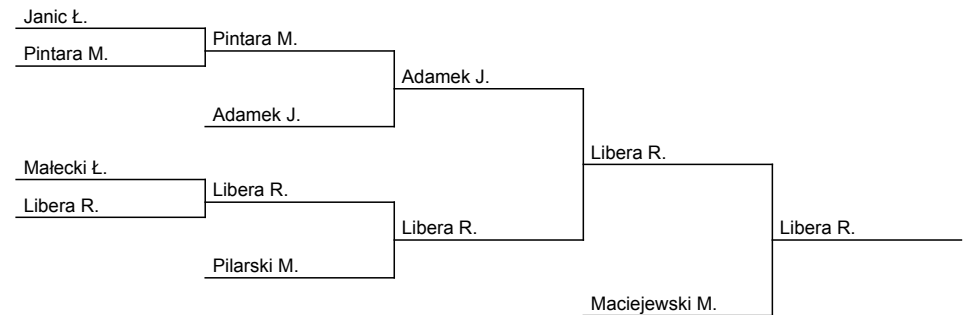 Janic Ł.
Pintara M.
Pintara M.
Adamek J.
Adamek J.
Małecki Ł.
Libera R.
Libera R.
Libera R.
Libera R.
Libera R.
Pilarski M.
Maciejewski M.